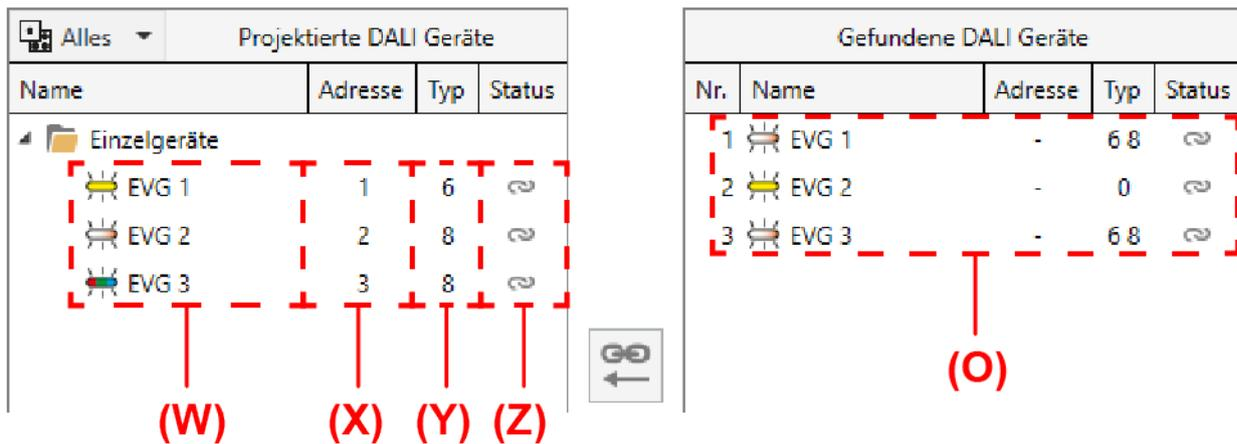 Alles Projektierte DALI Geräte
Name Adresse Typ Status
Einzelgeräte
EVG 1 1 6
EVG 2 2 8
EVG 3 3 8
(W) (X) (Y) (Z)
Gefundene DALI Geräte
Nr. Name Adresse Typ Status
1 EVG 1 - 6 8
2 EVG 2 - 0
3 EVG 3 - 6 8
(O)